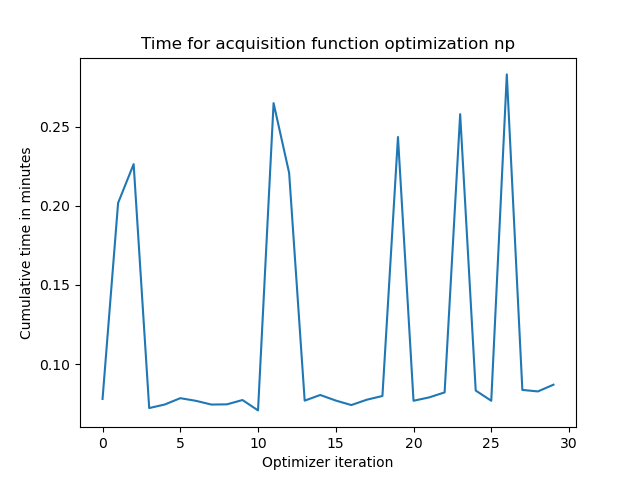 Time for acquisition function optimization np
Cumulative time in minutes
0.25
0.20
0.15
0.10
0 5 10 15 20 25 30
Optimizer iteration